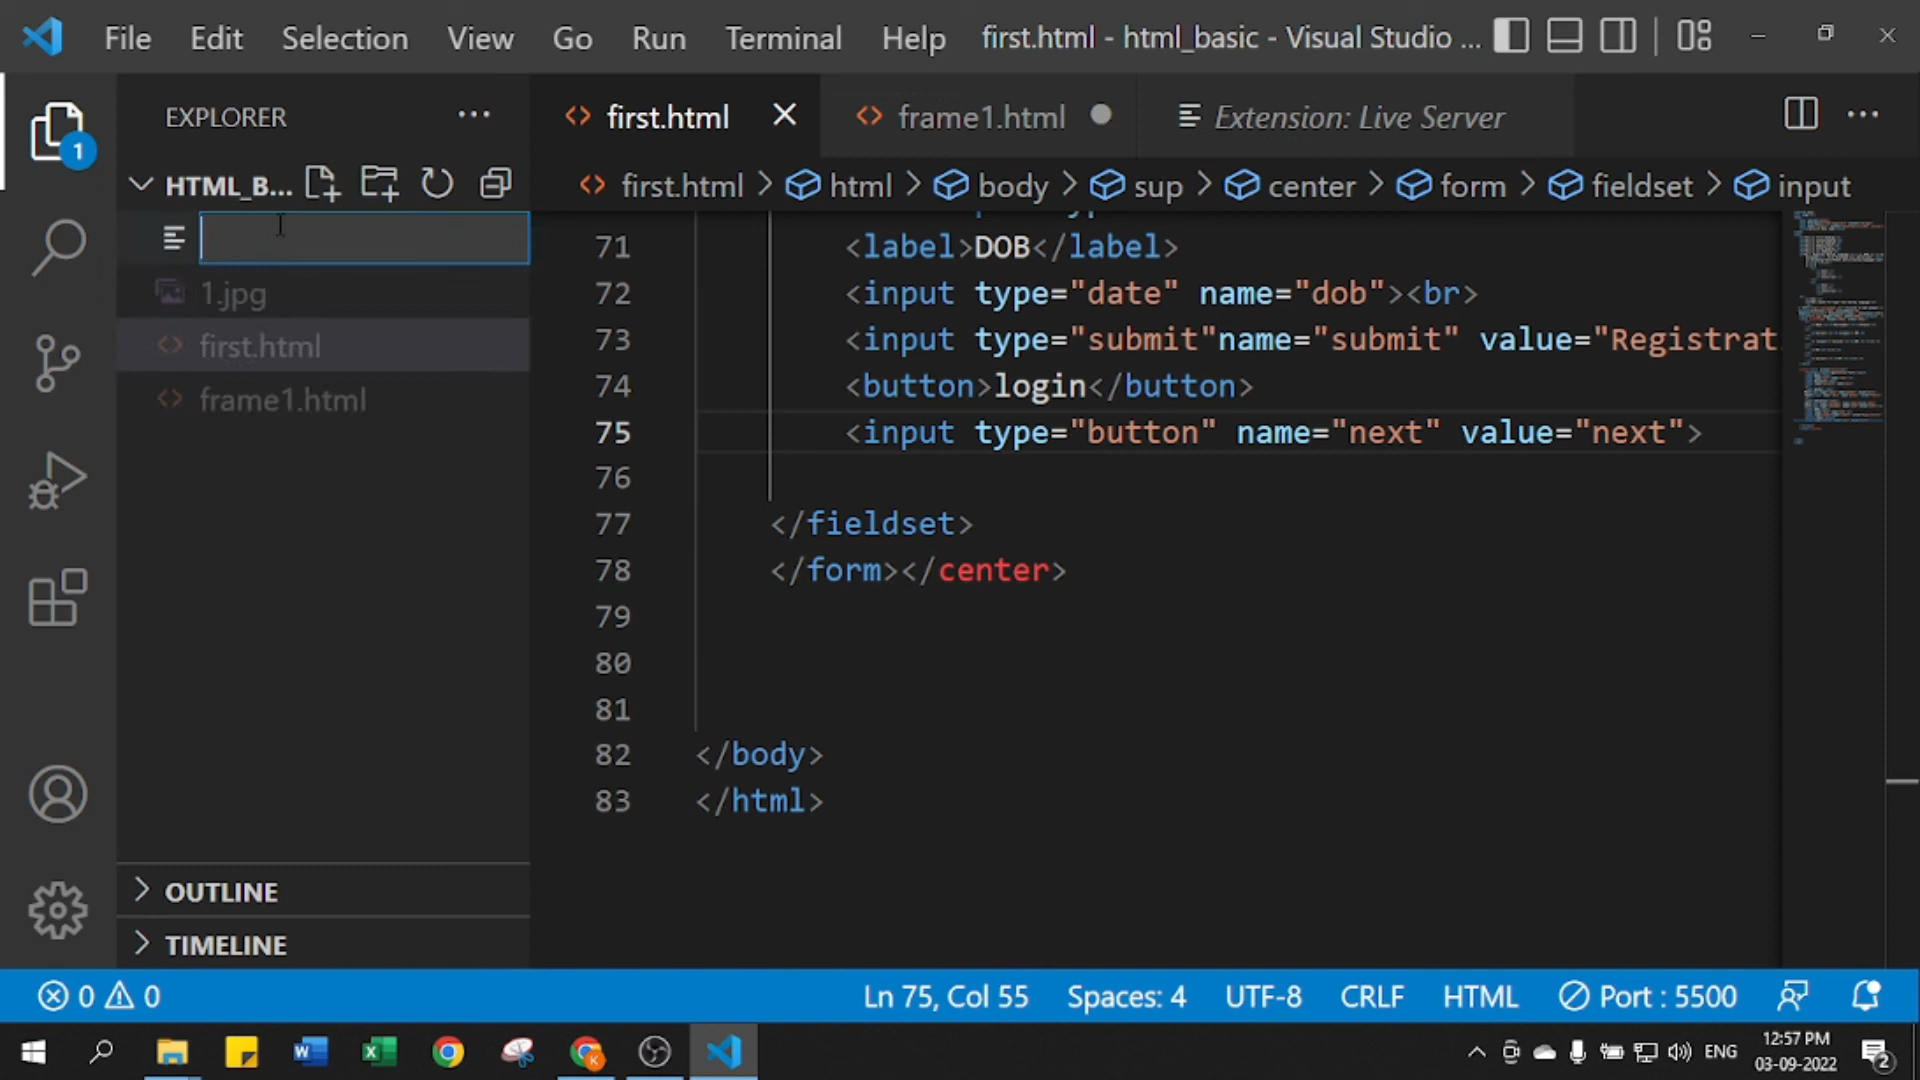 File Edit Selection View Go Run Terminal Help first.html - html_basic - Visual Studio ...
EXPLORER
first.html
frame1.html
Extension: Live Server
1
HTML_B...
first.html > html > body > sup > center > form > fieldset > input
1.jpg
first.html
frame1.html
71 <label>DOB</label>
72 <input type="date" name="dob"><br>
73 <input type="submit"name="submit" value="Registrat
74 <button>login</button>
75 <input type="button" name="next" value="next">
76
77 </fieldset>
78 </form></center>
79
80
81
82 </body>
83 </html>
OUTLINE
TIMELINE
0 0 Ln 75, Col 55 Spaces: 4 UTF-8 CRLF HTML Port : 5500
ENG
12:57 PM
03-09-2022
2